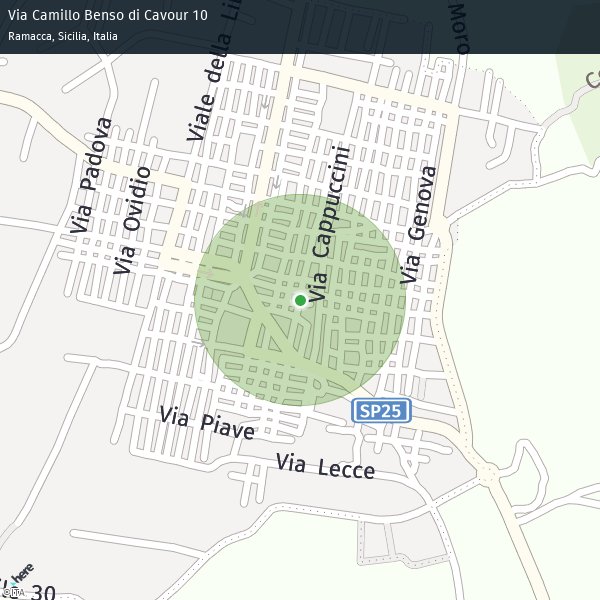 Via Camillo Benso di Cavour 10
Ramacca, Sicilia, Italia
Viale della Li
Moro
Via Padova
Via Ovidio
Via Cappuccini
Via Genova
SP25
Via Piave
Via Lecce
here
30